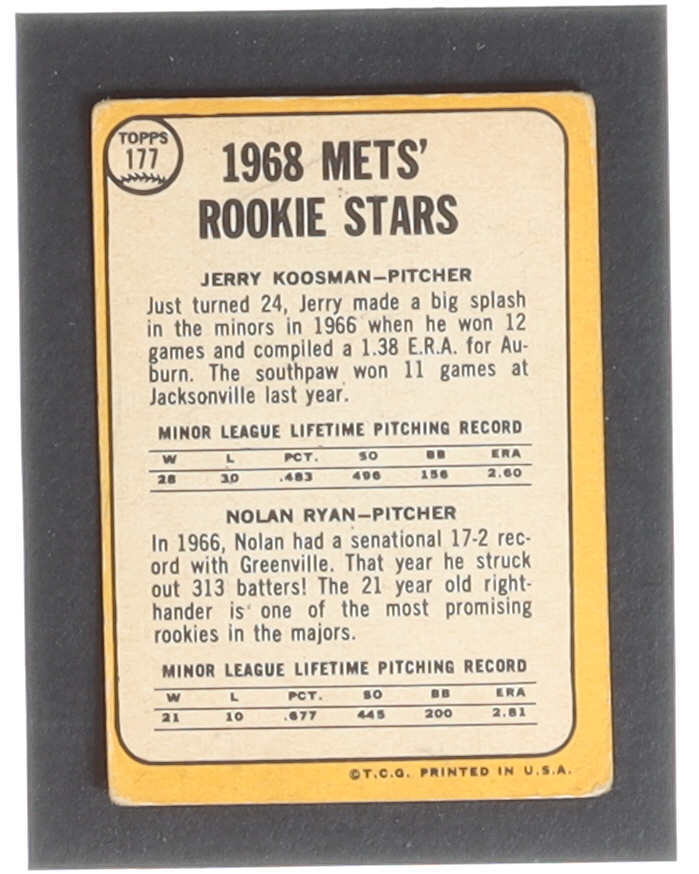 TOPPS
177
1968 METS'
ROOKIE STARS
JERRY KOOSMAN—PITCHER
Just turned 24, Jerry made a big splash
in the minors in 1966 when he won 12
games and compiled a 1.38 E.R.A. for Au-
burn. The southpaw won 11 games at
Jacksonville last year.
MINOR LEAGUE LIFETIME PITCHING RECORD
W L PCT. SO BB ERA
28 30 .483 496 156 2.60
NOLAN RYAN—PITCHER
In 1966, Nolan had a senational 17-2 rec-
ord with Greenville. That year he struck
out 313 batters! The 21 year old right-
hander is one of the most promising
rookies in the majors.
MINOR LEAGUE LIFETIME PITCHING RECORD
W L PCT. SO BB ERA
21 10 .677 445 200 2.81
©T.C.G. PRINTED IN U.S.A.